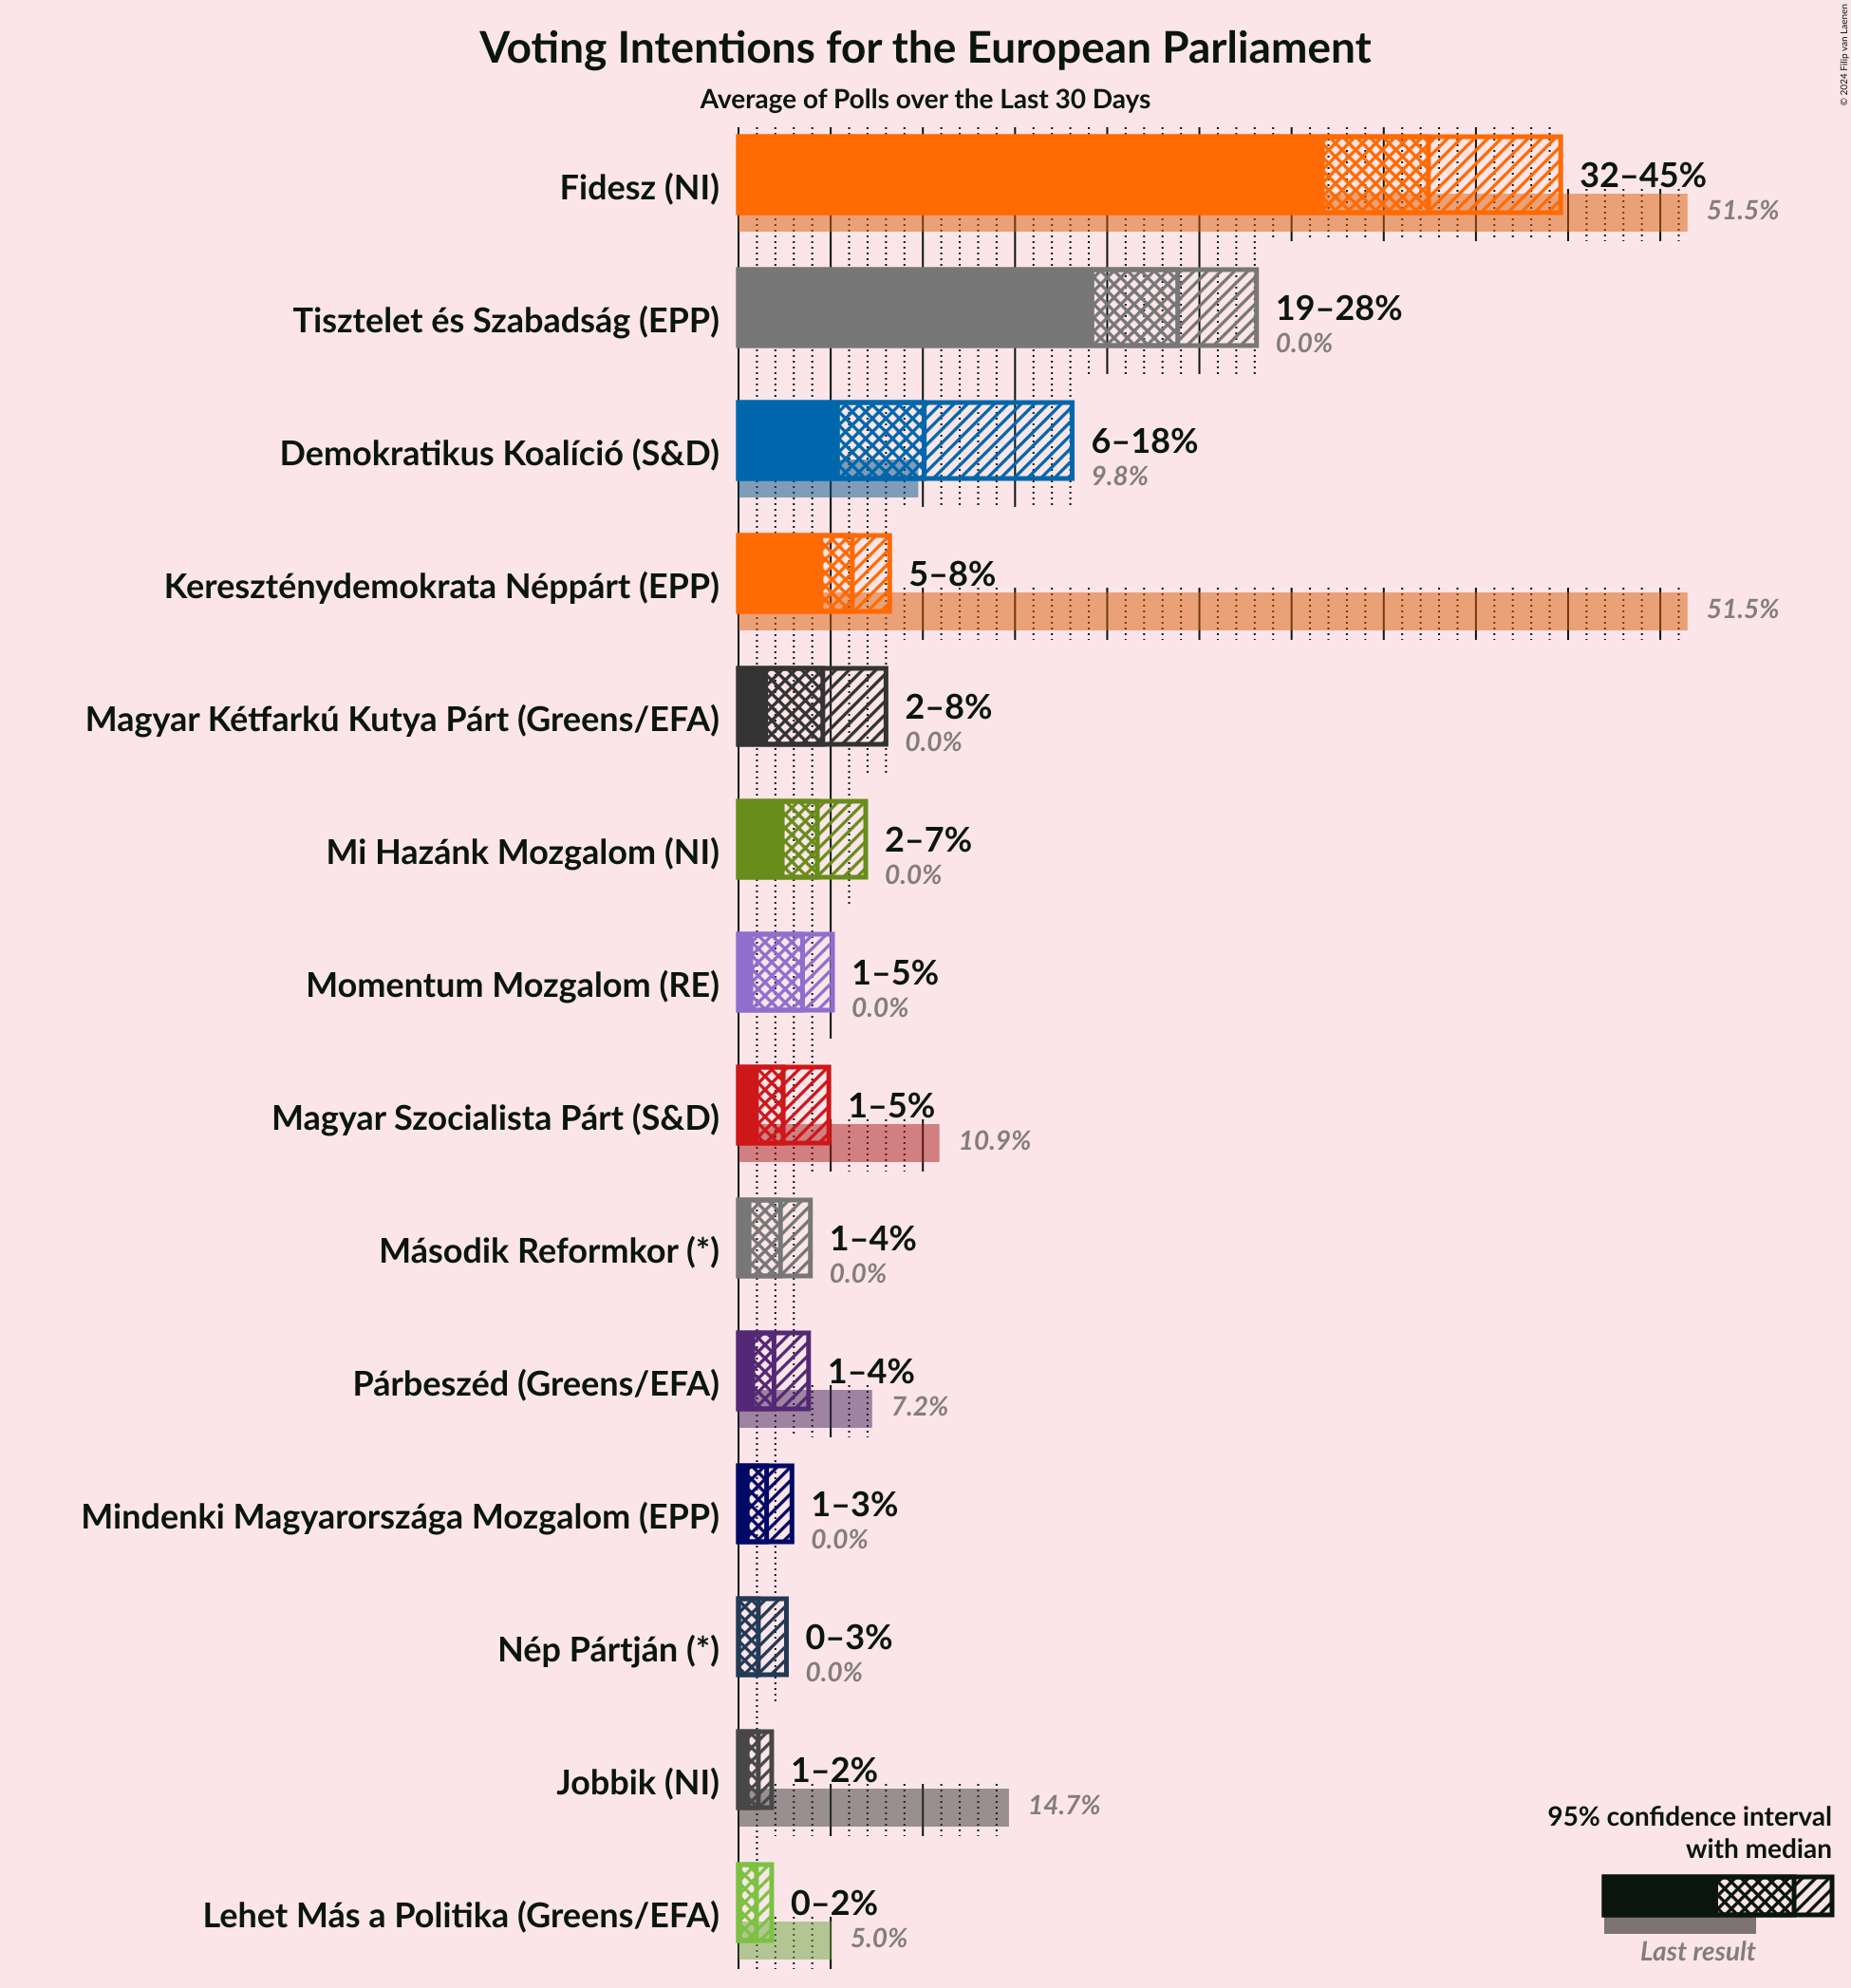 Voting Intentions for the European Parliament
Average of Polls over the Last 30 Days
© 2024 Filip van Laenen
Fidesz (NI)
32–45%
51.5%
Tisztelet és Szabadság (EPP)
19–28%
0.0%
Demokratikus Koalíció (S&D)
6–18%
9.8%
Kereszténydemokrata Néppárt (EPP)
5–8%
51.5%
Magyar Kétfarkú Kutya Párt (Greens/EFA)
2–8%
0.0%
Mi Hazánk Mozgalom (NI)
2–7%
0.0%
Momentum Mozgalom (RE)
1–5%
0.0%
Magyar Szocialista Párt (S&D)
1–5%
10.9%
Második Reformkor (*)
1–4%
0.0%
Párbeszéd (Greens/EFA)
1–4%
7.2%
Mindenki Magyarországa Mozgalom (EPP)
1–3%
0.0%
Nép Pártján (*)
0–3%
0.0%
Jobbik (NI)
1–2%
14.7%
Lehet Más a Politika (Greens/EFA)
0–2%
5.0%
95% confidence interval
with median
Last result